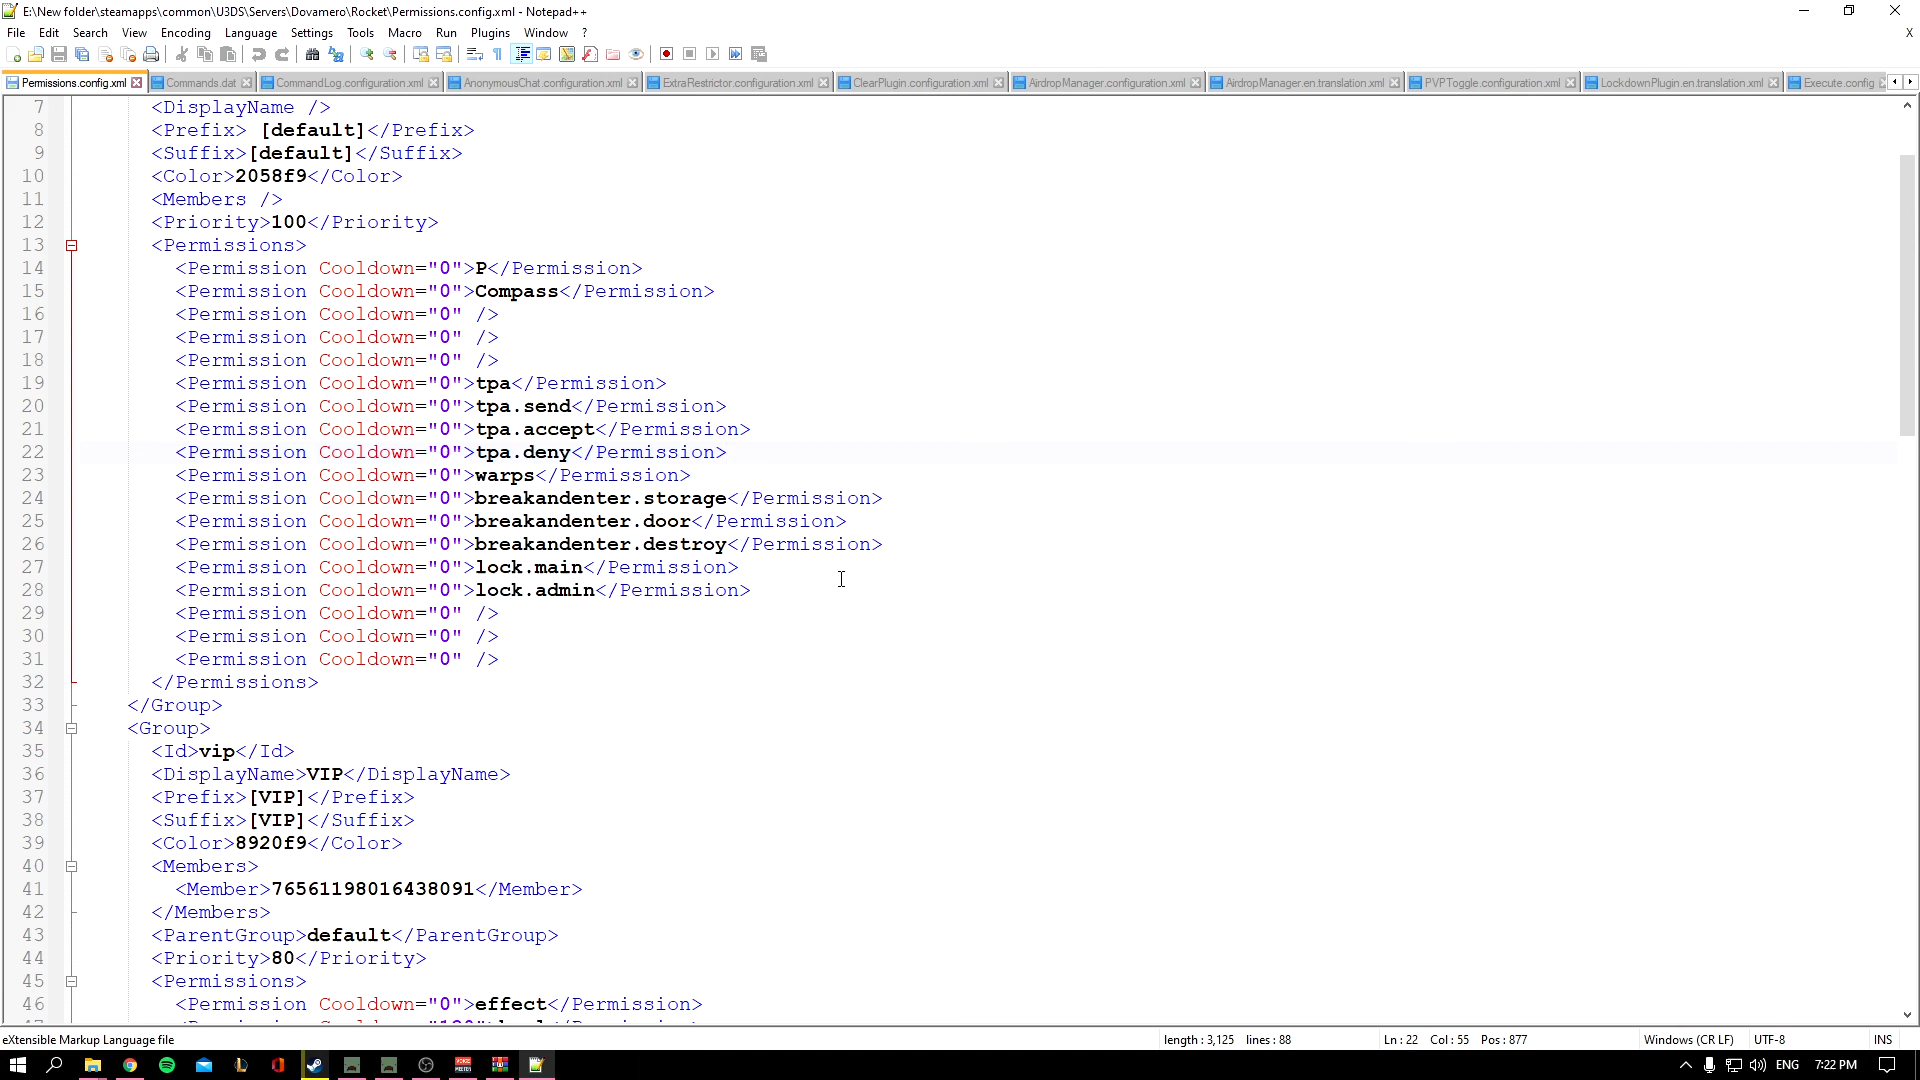 E:\New folder\steamapps\common\U3DS\Servers\Dovamero\Rocket\Permissions.config.xml - Notepad++
File Edit Search View Encoding Language Settings Tools Macro Run Plugins Window ? X
Permissions.config.xml Commands.dat CommandLog.configuration.xml AnonymousChat.configuration.xml ExtraRestrictor.configuration.xml ClearPlugin.configuration.xml AirdropManager.configuration.xml AirdropManager.en.translation.xml PVPToggle.configuration.xml LockdownPlugin.en.translation.xml Execute.config
7 <DisplayName />
8 <Prefix> [default]</Prefix>
9 <Suffix>[default]</Suffix>
10 <Color>2058f9</Color>
11 <Members />
12 <Priority>100</Priority>
13 <Permissions>
14 <Permission Cooldown="0">P</Permission>
15 <Permission Cooldown="0">Compass</Permission>
16 <Permission Cooldown="0" />
17 <Permission Cooldown="0" />
18 <Permission Cooldown="0" />
19 <Permission Cooldown="0">tpa</Permission>
20 <Permission Cooldown="0">tpa.send</Permission>
21 <Permission Cooldown="0">tpa.accept</Permission>
22 <Permission Cooldown="0">tpa.deny</Permission>
23 <Permission Cooldown="0">warps</Permission>
24 <Permission Cooldown="0">breakandenter.storage</Permission>
25 <Permission Cooldown="0">breakandenter.door</Permission>
26 <Permission Cooldown="0">breakandenter.destroy</Permission>
27 <Permission Cooldown="0">lock.main</Permission>
28 <Permission Cooldown="0">lock.admin</Permission>
29 <Permission Cooldown="0" />
30 <Permission Cooldown="0" />
31 <Permission Cooldown="0" />
32 </Permissions>
33 </Group>
34 <Group>
35 <Id>vip</Id>
36 <DisplayName>VIP</DisplayName>
37 <Prefix>[VIP]</Prefix>
38 <Suffix>[VIP]</Suffix>
39 <Color>8920f9</Color>
40 <Members>
41 <Member>76561198016438091</Member>
42 </Members>
43 <ParentGroup>default</ParentGroup>
44 <Priority>80</Priority>
45 <Permissions>
46 <Permission Cooldown="0">effect</Permission>
eXtensible Markup Language file length : 3,125 lines : 88 Ln : 22 Col : 55 Pos : 877 Windows (CR LF) UTF-8 INS
ENG 7:22 PM